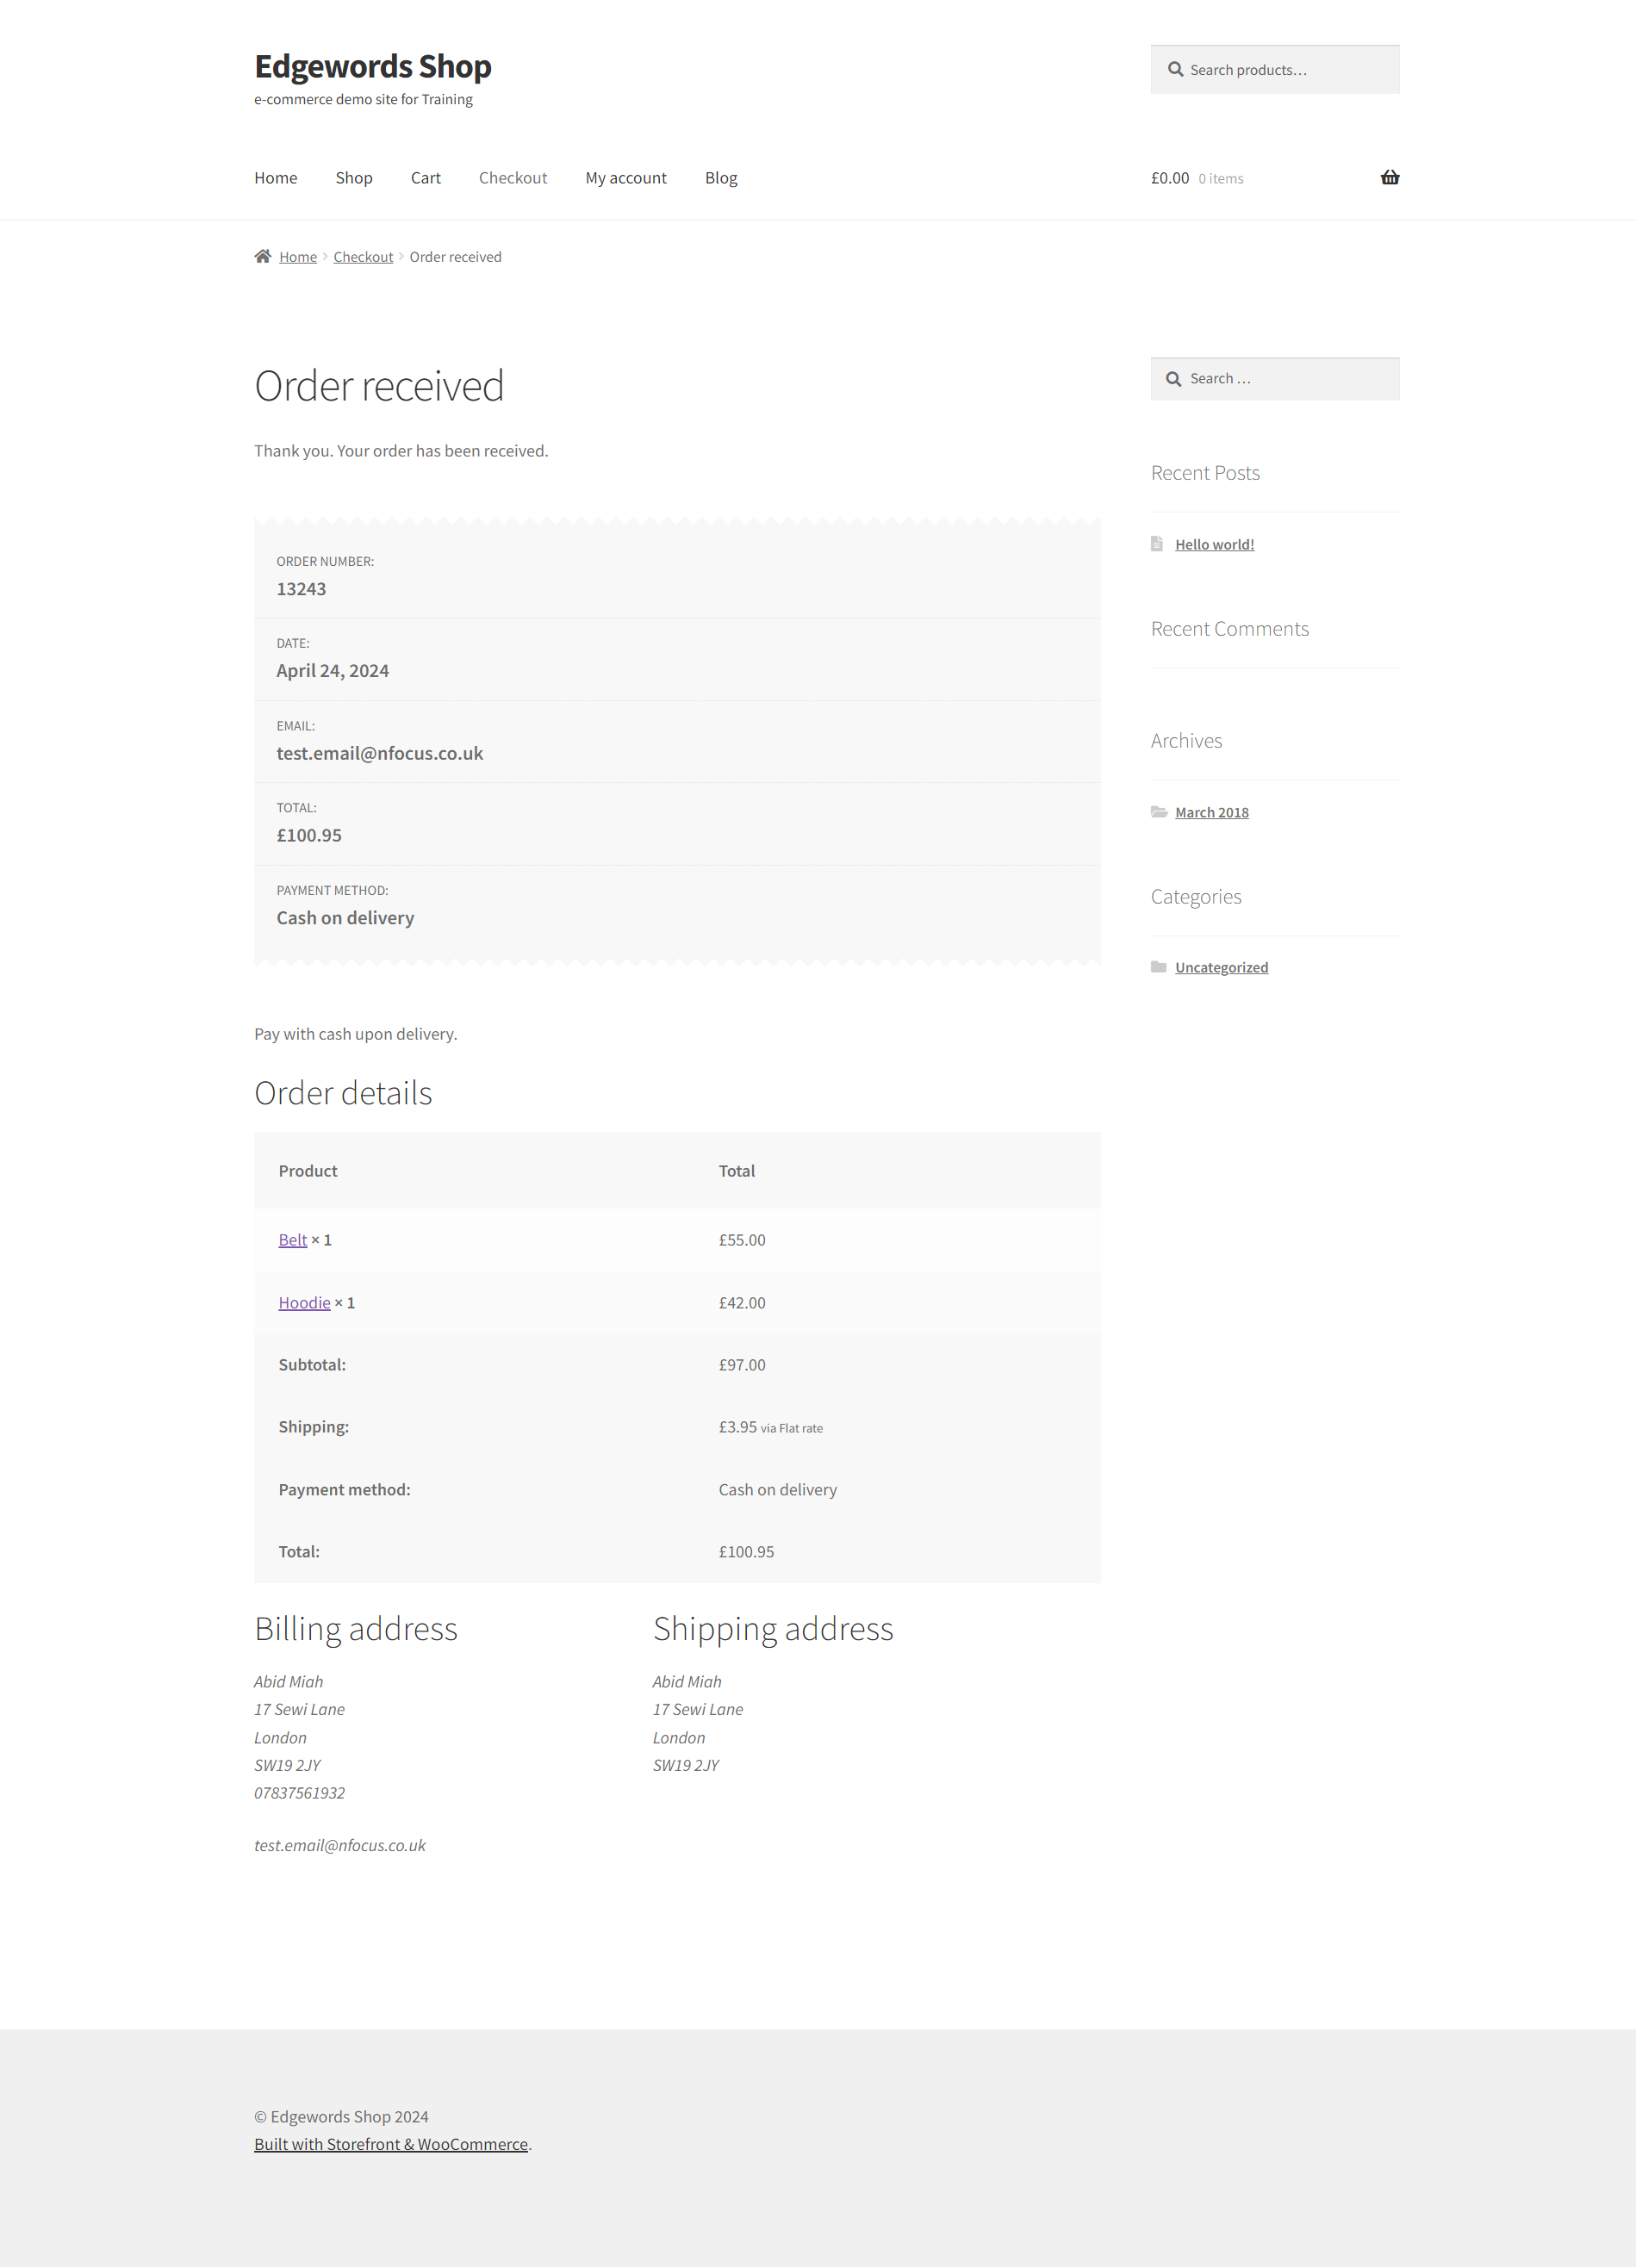 Edgewords Shop
e-commerce demo site for Training
Search products…
Home Shop Cart Checkout My account Blog
£0.00 0 items
Home Checkout Order received
Order received
Thank you. Your order has been received.
ORDER NUMBER:
13243
DATE:
April 24, 2024
EMAIL:
test.email@nfocus.co.uk
TOTAL:
£100.95
PAYMENT METHOD:
Cash on delivery
Pay with cash upon delivery.
Order details
Product Total
Belt × 1 £55.00
Hoodie × 1 £42.00
Subtotal: £97.00
Shipping: £3.95 via Flat rate
Payment method: Cash on delivery
Total: £100.95
Billing address
Abid Miah
17 Sewi Lane
London
SW19 2JY
07837561932
test.email@nfocus.co.uk
Shipping address
Abid Miah
17 Sewi Lane
London
SW19 2JY
Search …
Recent Posts
Hello world!
Recent Comments
Archives
March 2018
Categories
Uncategorized
© Edgewords Shop 2024
Built with Storefront & WooCommerce.